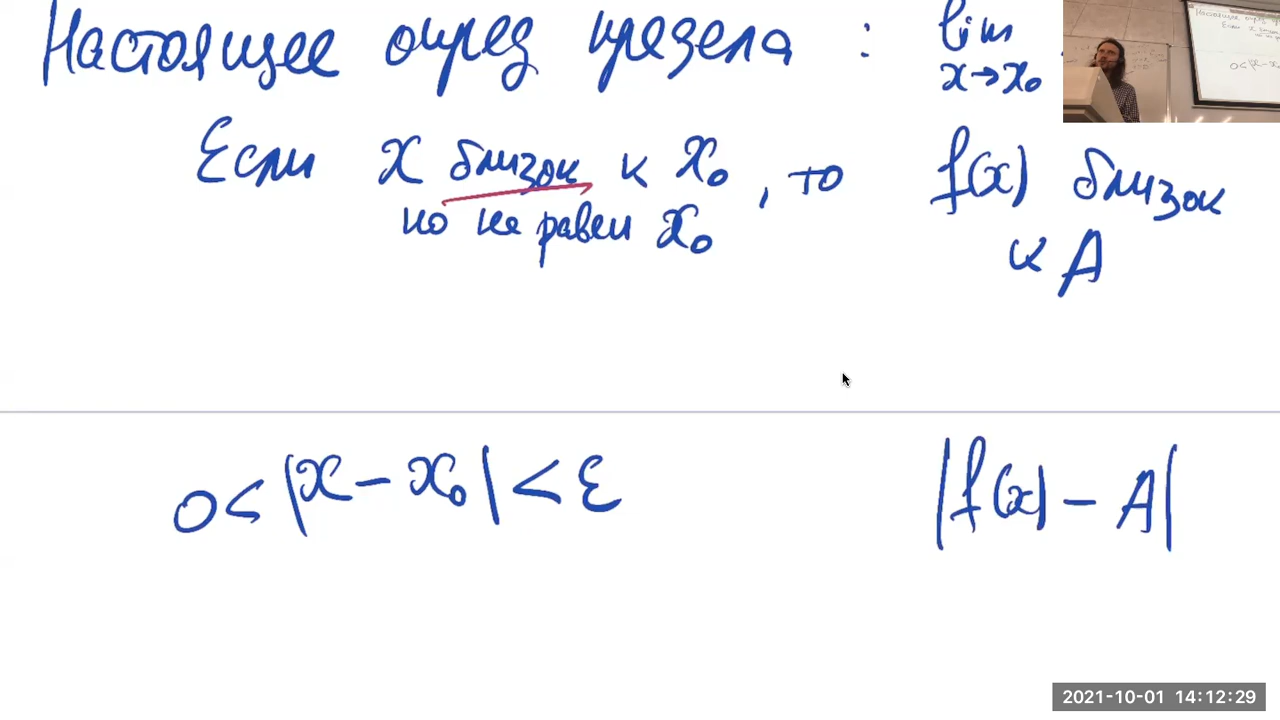 Настоящее опред предела : lim
x→x₀
Если x близок к x₀, то f(x) близок
но не равен x₀ к A
0<|x-x₀|<ε |f(x)-A|
2021-10-01 14:12:29